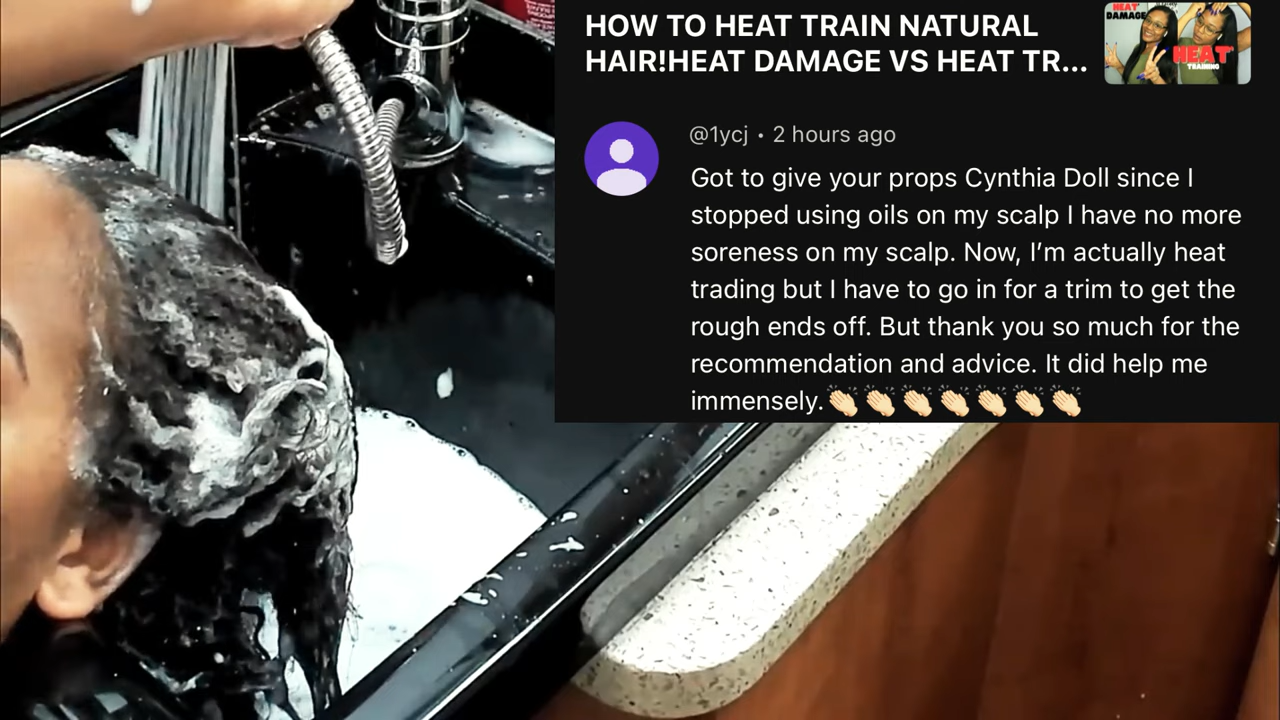 HOW TO HEAT TRAIN NATURAL
HAIR!HEAT DAMAGE VS HEAT TR...
HEAT
DAMAGE
HEAT
TRAINING
@1ycj • 2 hours ago
Got to give your props Cynthia Doll since I
stopped using oils on my scalp I have no more
soreness on my scalp. Now, I’m actually heat
trading but I have to go in for a trim to get the
rough ends off. But thank you so much for the
recommendation and advice. It did help me
immensely.👏🏻👏🏻👏🏻👏🏻👏🏻👏🏻👏🏻